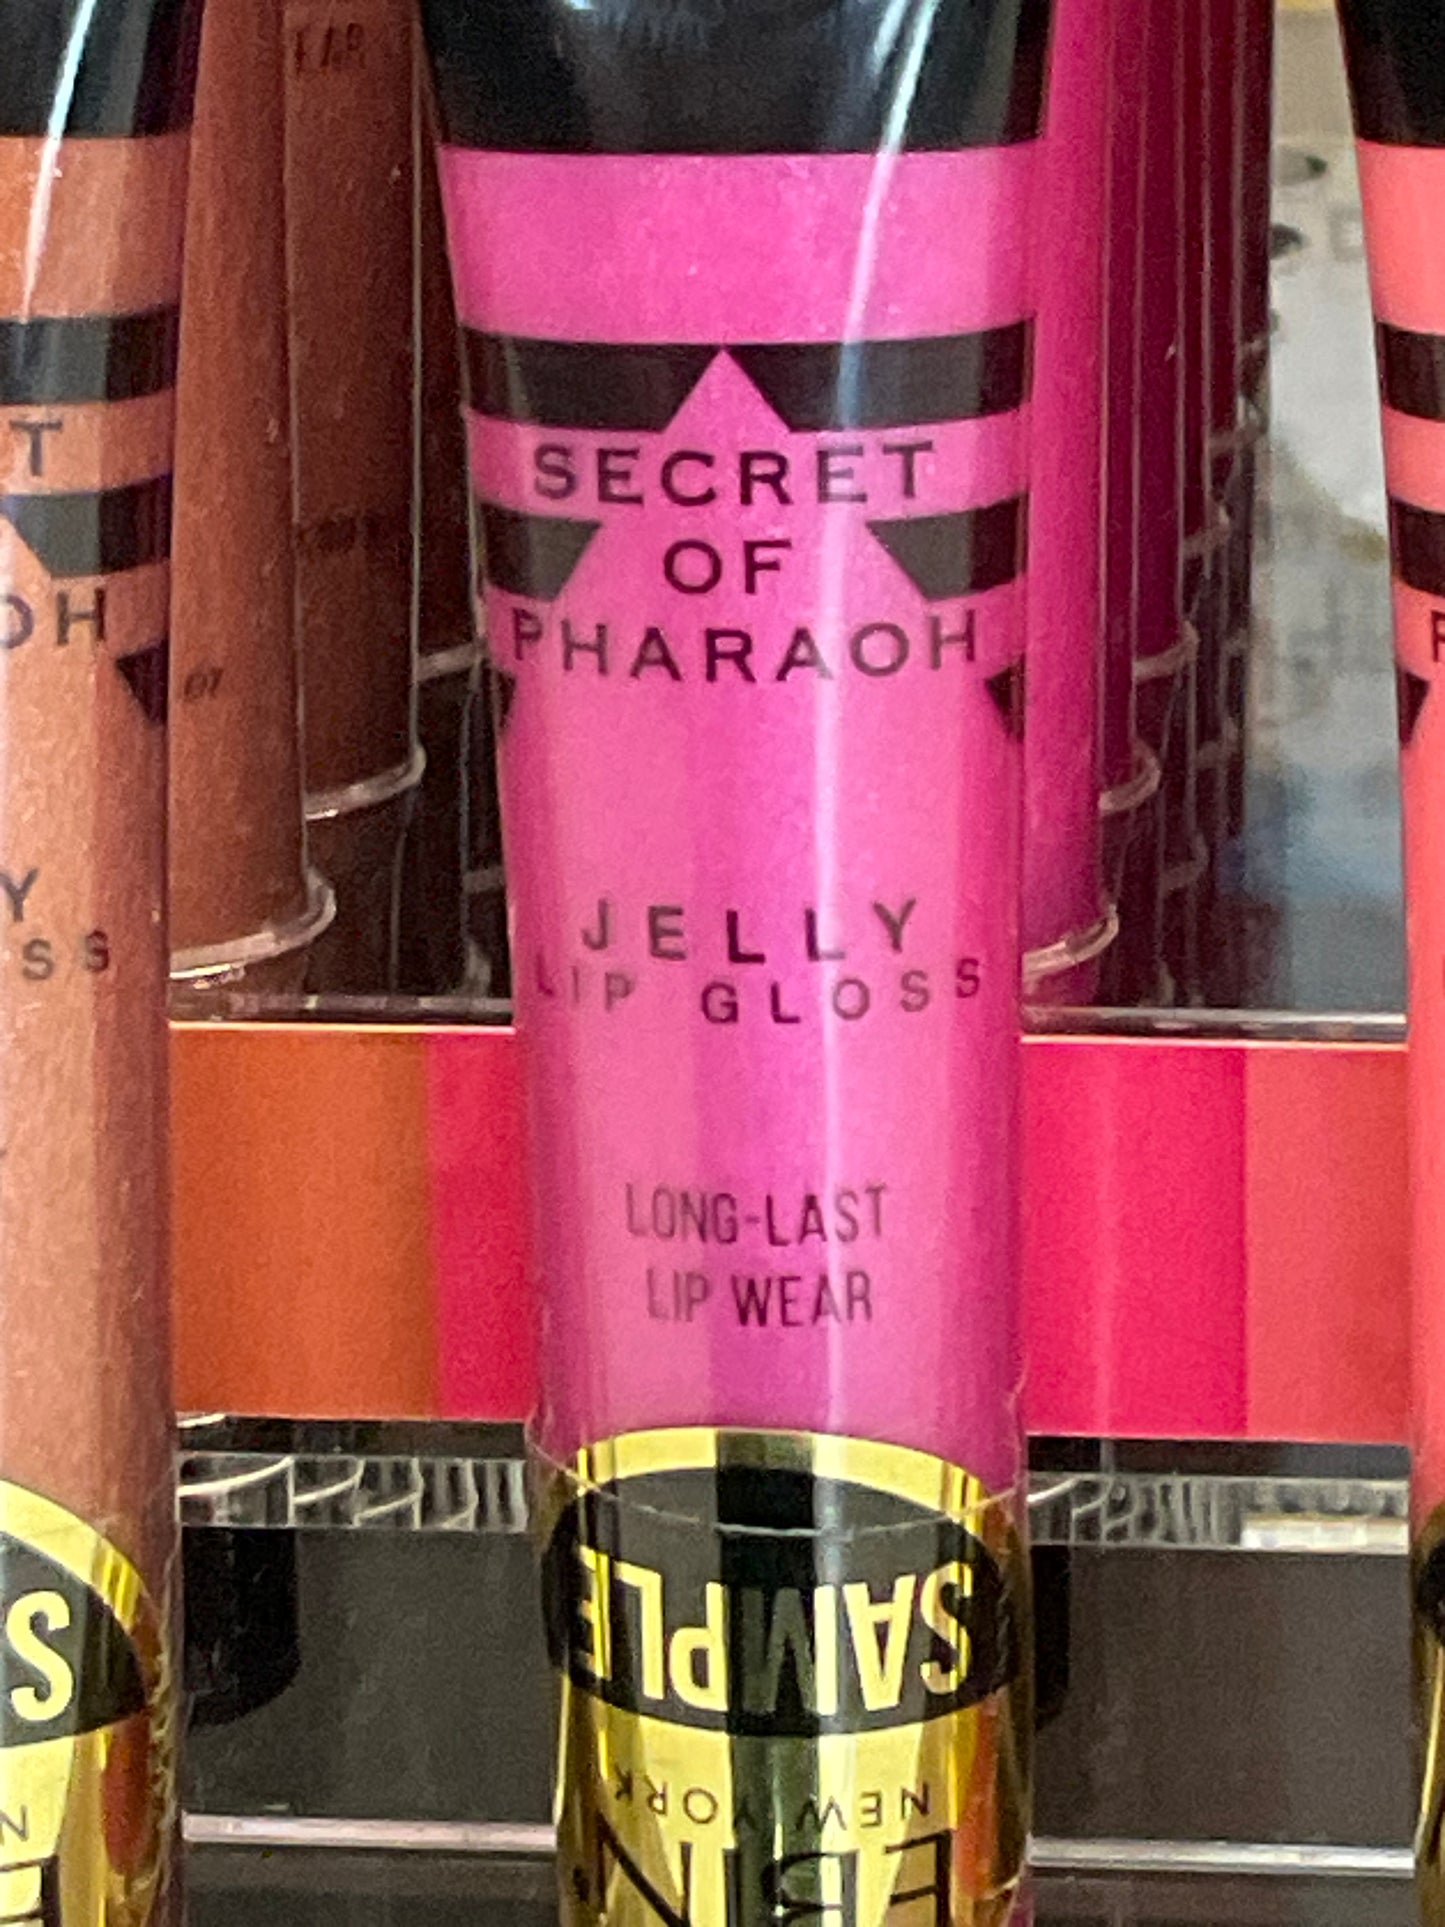 SECRET
OF
PHARAOH
JELLY
LIP GLOSS
LONG-LAST
LIP WEAR
SAMPLE
NEW YORK